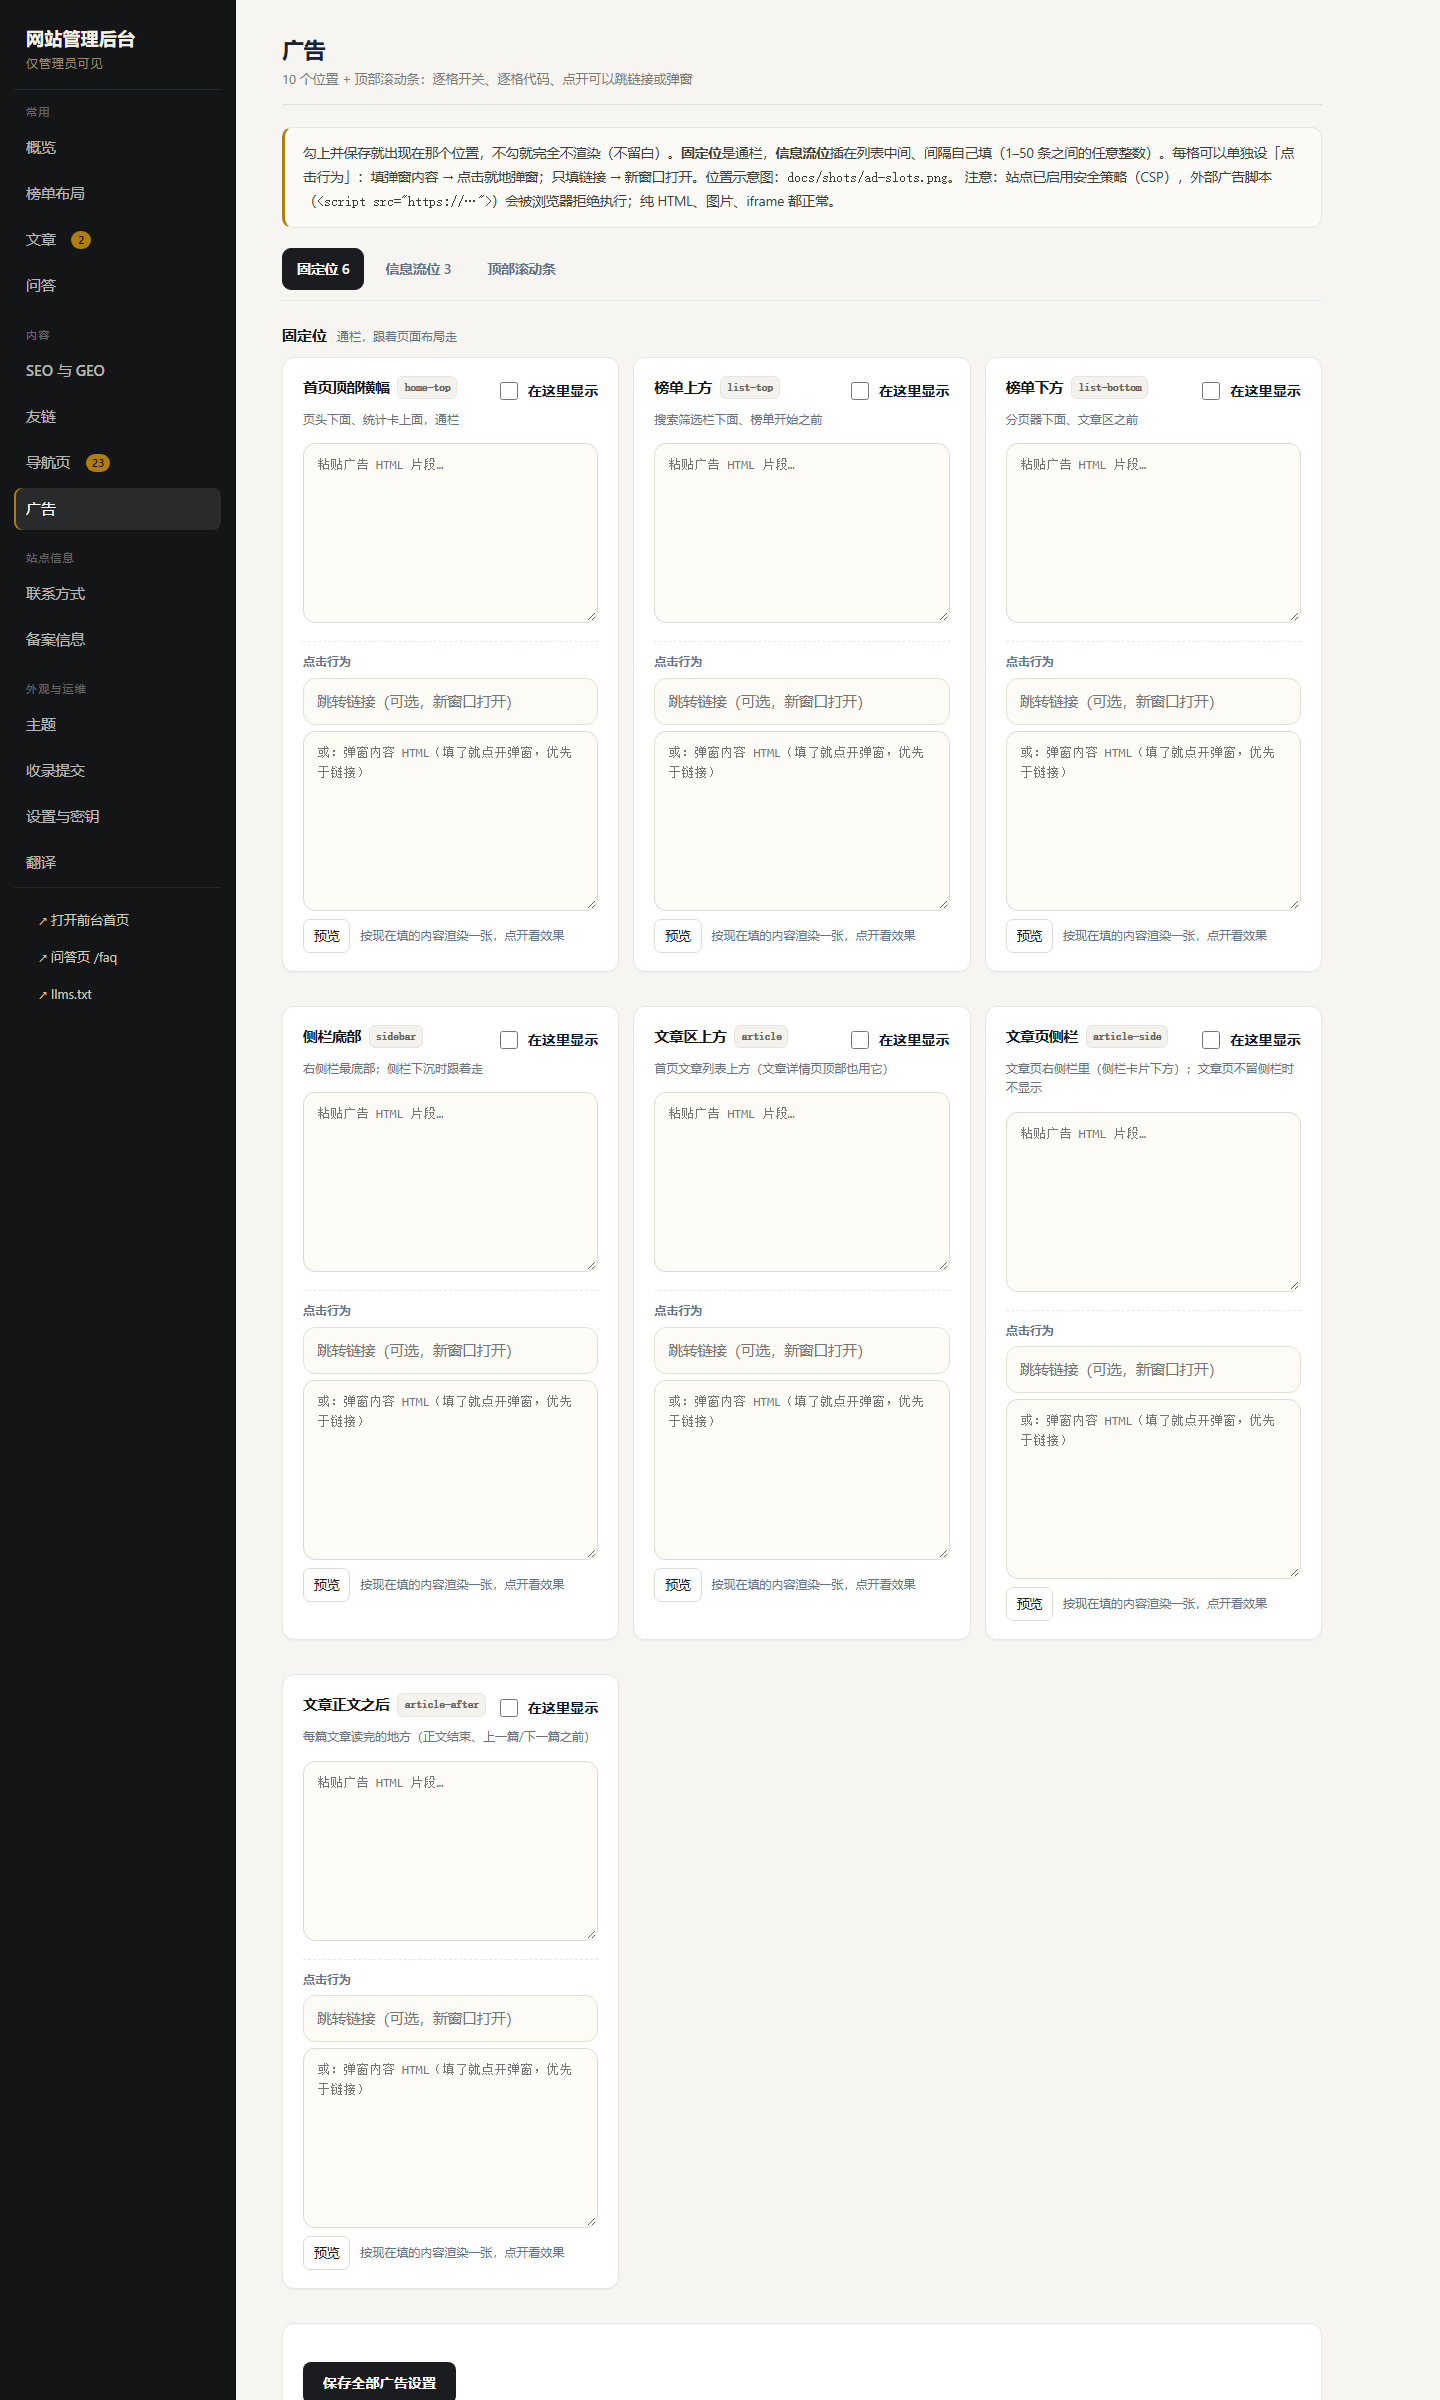 网站管理后台
仅管理员可见
常用
概览
榜单布局
文章 2
问答
内容
SEO 与 GEO
友链
导航页 23
广告
站点信息
联系方式
备案信息
外观与运维
主题
收录提交
设置与密钥
翻译
↗ 打开前台首页
↗ 问答页 /faq
↗ llms.txt
广告
10 个位置 + 顶部滚动条：逐格开关、逐格代码、点开可以跳链接或弹窗
勾上并保存就出现在那个位置，不勾就完全不渲染（不留白）。固定位是通栏，信息流位插在列表中间、间隔自己填（1–50 条之间的任意整数）。每格可以单独设「点
击行为」：填弹窗内容 → 点击就地弹窗；只填链接 → 新窗口打开。位置示意图：docs/shots/ad-slots.png。 注意：站点已启用安全策略（CSP），外部广告脚本
（<script src="https://…">）会被浏览器拒绝执行；纯 HTML、图片、iframe 都正常。
固定位 6 信息流位 3 顶部滚动条
固定位 通栏，跟着页面布局走
首页顶部横幅 home-top 在这里显示
页头下面、统计卡上面，通栏
粘贴广告 HTML 片段…
点击行为
跳转链接（可选，新窗口打开）
或：弹窗内容 HTML（填了就点开弹窗，优先
于链接）
预览 按现在填的内容渲染一张，点开看效果
榜单上方 list-top 在这里显示
搜索筛选栏下面、榜单开始之前
粘贴广告 HTML 片段…
点击行为
跳转链接（可选，新窗口打开）
或：弹窗内容 HTML（填了就点开弹窗，优先
于链接）
预览 按现在填的内容渲染一张，点开看效果
榜单下方 list-bottom 在这里显示
分页器下面、文章区之前
粘贴广告 HTML 片段…
点击行为
跳转链接（可选，新窗口打开）
或：弹窗内容 HTML（填了就点开弹窗，优先
于链接）
预览 按现在填的内容渲染一张，点开看效果
侧栏底部 sidebar 在这里显示
右侧栏最底部；侧栏下沉时跟着走
粘贴广告 HTML 片段…
点击行为
跳转链接（可选，新窗口打开）
或：弹窗内容 HTML（填了就点开弹窗，优先
于链接）
预览 按现在填的内容渲染一张，点开看效果
文章区上方 article 在这里显示
首页文章列表上方（文章详情页顶部也用它）
粘贴广告 HTML 片段…
点击行为
跳转链接（可选，新窗口打开）
或：弹窗内容 HTML（填了就点开弹窗，优先
于链接）
预览 按现在填的内容渲染一张，点开看效果
文章页侧栏 article-side 在这里显示
文章页右侧栏里（侧栏卡片下方）；文章页不留侧栏时
不显示
粘贴广告 HTML 片段…
点击行为
跳转链接（可选，新窗口打开）
或：弹窗内容 HTML（填了就点开弹窗，优先
于链接）
预览 按现在填的内容渲染一张，点开看效果
文章正文之后 article-after 在这里显示
每篇文章读完的地方（正文结束、上一篇/下一篇之前）
粘贴广告 HTML 片段…
点击行为
跳转链接（可选，新窗口打开）
或：弹窗内容 HTML（填了就点开弹窗，优先
于链接）
预览 按现在填的内容渲染一张，点开看效果
保存全部广告设置